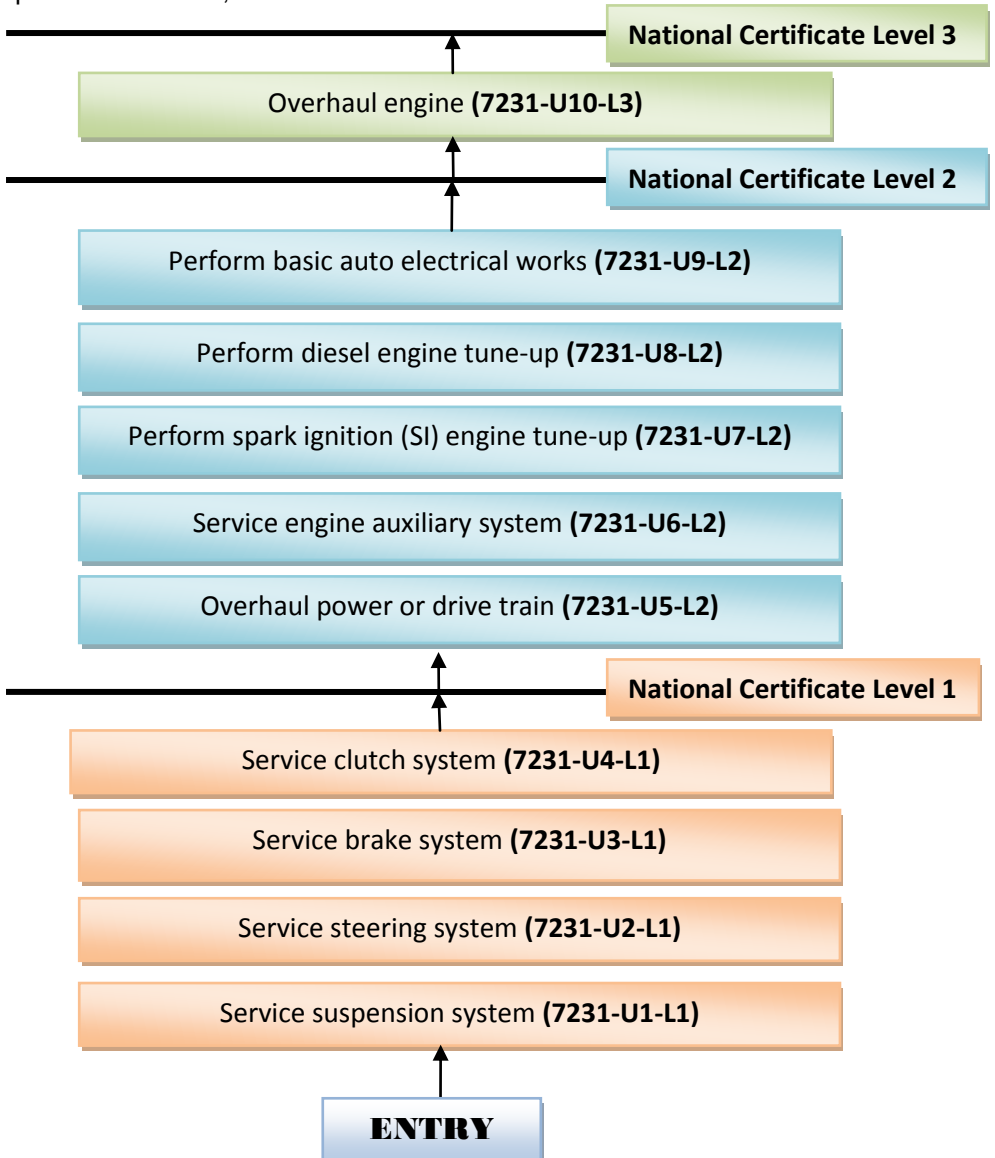 National Certificate Level 3
Overhaul engine (7231-U10-L3)
National Certificate Level 2
Perform basic auto electrical works (7231-U9-L2)
Perform diesel engine tune-up (7231-U8-L2)
Perform spark ignition (SI) engine tune-up (7231-U7-L2)
Service engine auxiliary system (7231-U6-L2)
Overhaul power or drive train (7231-U5-L2)
National Certificate Level 1
Service clutch system (7231-U4-L1)
Service brake system (7231-U3-L1)
Service steering system (7231-U2-L1)
Service suspension system (7231-U1-L1)
ENTRY